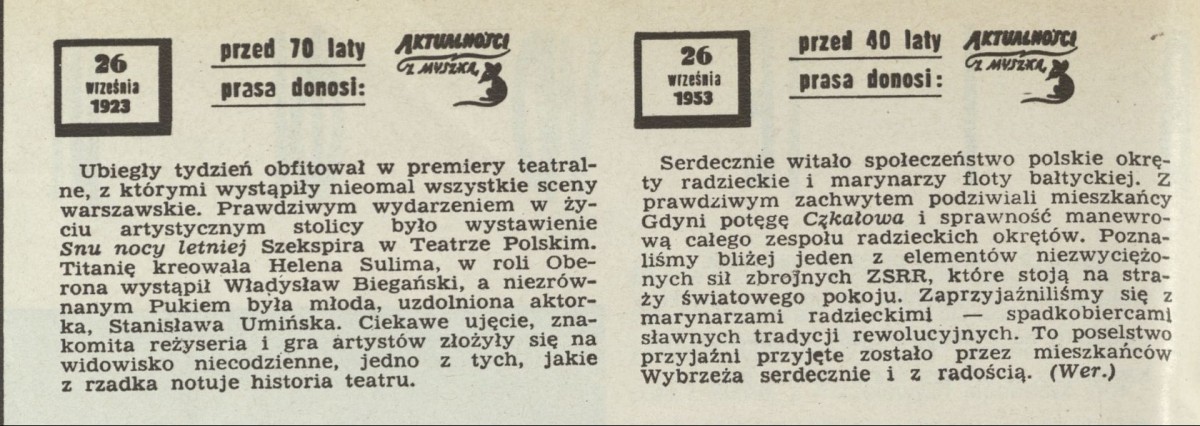 26
września
1923
przed 70 laty
prasa donosi:
AKTUALNOŚCI
Z MYSZKĄ
Ubiegły tydzień obfitował w premiery teatral-
ne, z którymi wystąpiły nieomal wszystkie sceny
warszawskie. Prawdziwym wydarzeniem w ży-
ciu artystycznym stolicy było wystawienie
Snu nocy letniej Szekspira w Teatrze Polskim.
Titanię kreowała Helena Sulima, w roli Obe-
rona wystąpił Władysław Biegański, a niezrów-
nanym Pukiem była młoda, uzdolniona aktor-
ka, Stanisława Umińska. Ciekawe ujęcie, zna-
komita reżyseria i gra artystów złożyły się na
widowisko niecodzienne, jedno z tych, jakie
z rzadka notuje historia teatru.
26
września
1953
przed 40 laty
prasa donosi:
AKTUALNOŚCI
Z MYSZKĄ
Serdecznie witało społeczeństwo polskie okrę-
ty radzieckie i marynarzy floty bałtyckiej. Z
prawdziwym zachwytem podziwiali mieszkańcy
Gdyni potęgę Czkałowa i sprawność manewro-
wą całego zespołu radzieckich okrętów. Pozna-
liśmy bliżej jeden z elementów niezwyciężo-
nych sił zbrojnych ZSRR, które stoją na stra-
ży światowego pokoju. Zaprzyjaźniliśmy się z
marynarzami radzięckimi — spadkobiercami
sławnych tradycji rewolucyjnych. To poselstwo
przyjaźni przyjęte zostało przez mieszkańców
Wybrzeża serdecznie i z radością. (Wer.)